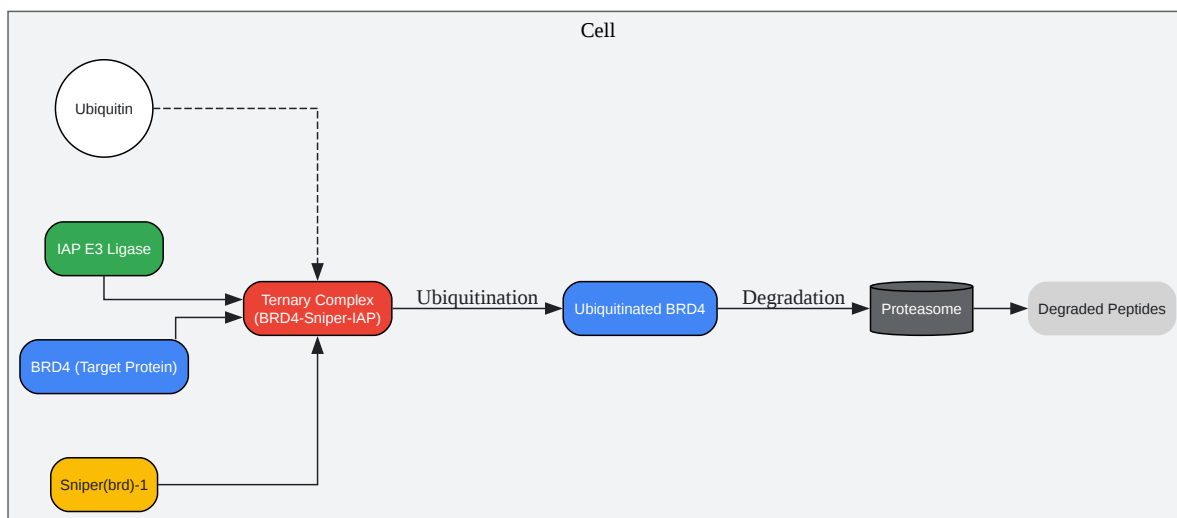 Cell
Ubiquitin
IAP E3 Ligase
BRD4 (Target Protein)
Sniper(brd)-1
Ternary Complex
(BRD4-Sniper-IAP)
Ubiquitination
Ubiquitinated BRD4
Degradation
Proteasome
Degraded Peptides